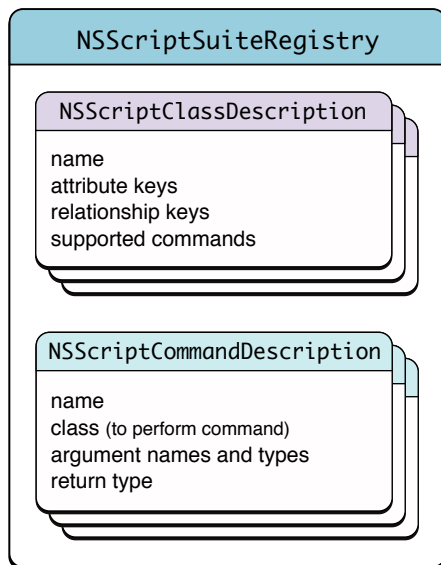 NSScriptSuiteRegistry
NSScriptClassDescription
name
attribute keys
relationship keys
supported commands
NSScriptCommandDescription
name
class (to perform command)
argument names and types
return type